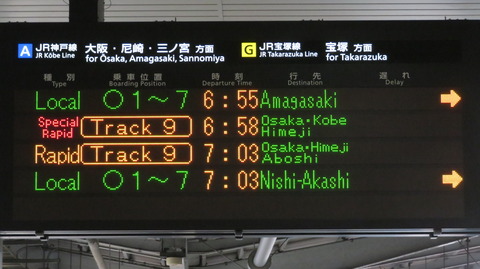 A JR神戸線 大阪・尼崎・三ノ宮 方面 G JR宝塚線 宝塚 方面
JR Kōbe Line for Osaka, Amagasaki, Sannomiya JR Takarazuka Line for Takarazuka
種別 乗車位置 時刻 行先 遅れ
Type Boarding Position Departure Time Destination Delay
Local ○1～7 6:55 Amagasaki →
Special Rapid Track 9 6:58 Osaka・Kobe Himeji
Rapid Track 9 7:03 Osaka・Himeji Aboshi
Local ○1～7 7:03 Nishi-Akashi →